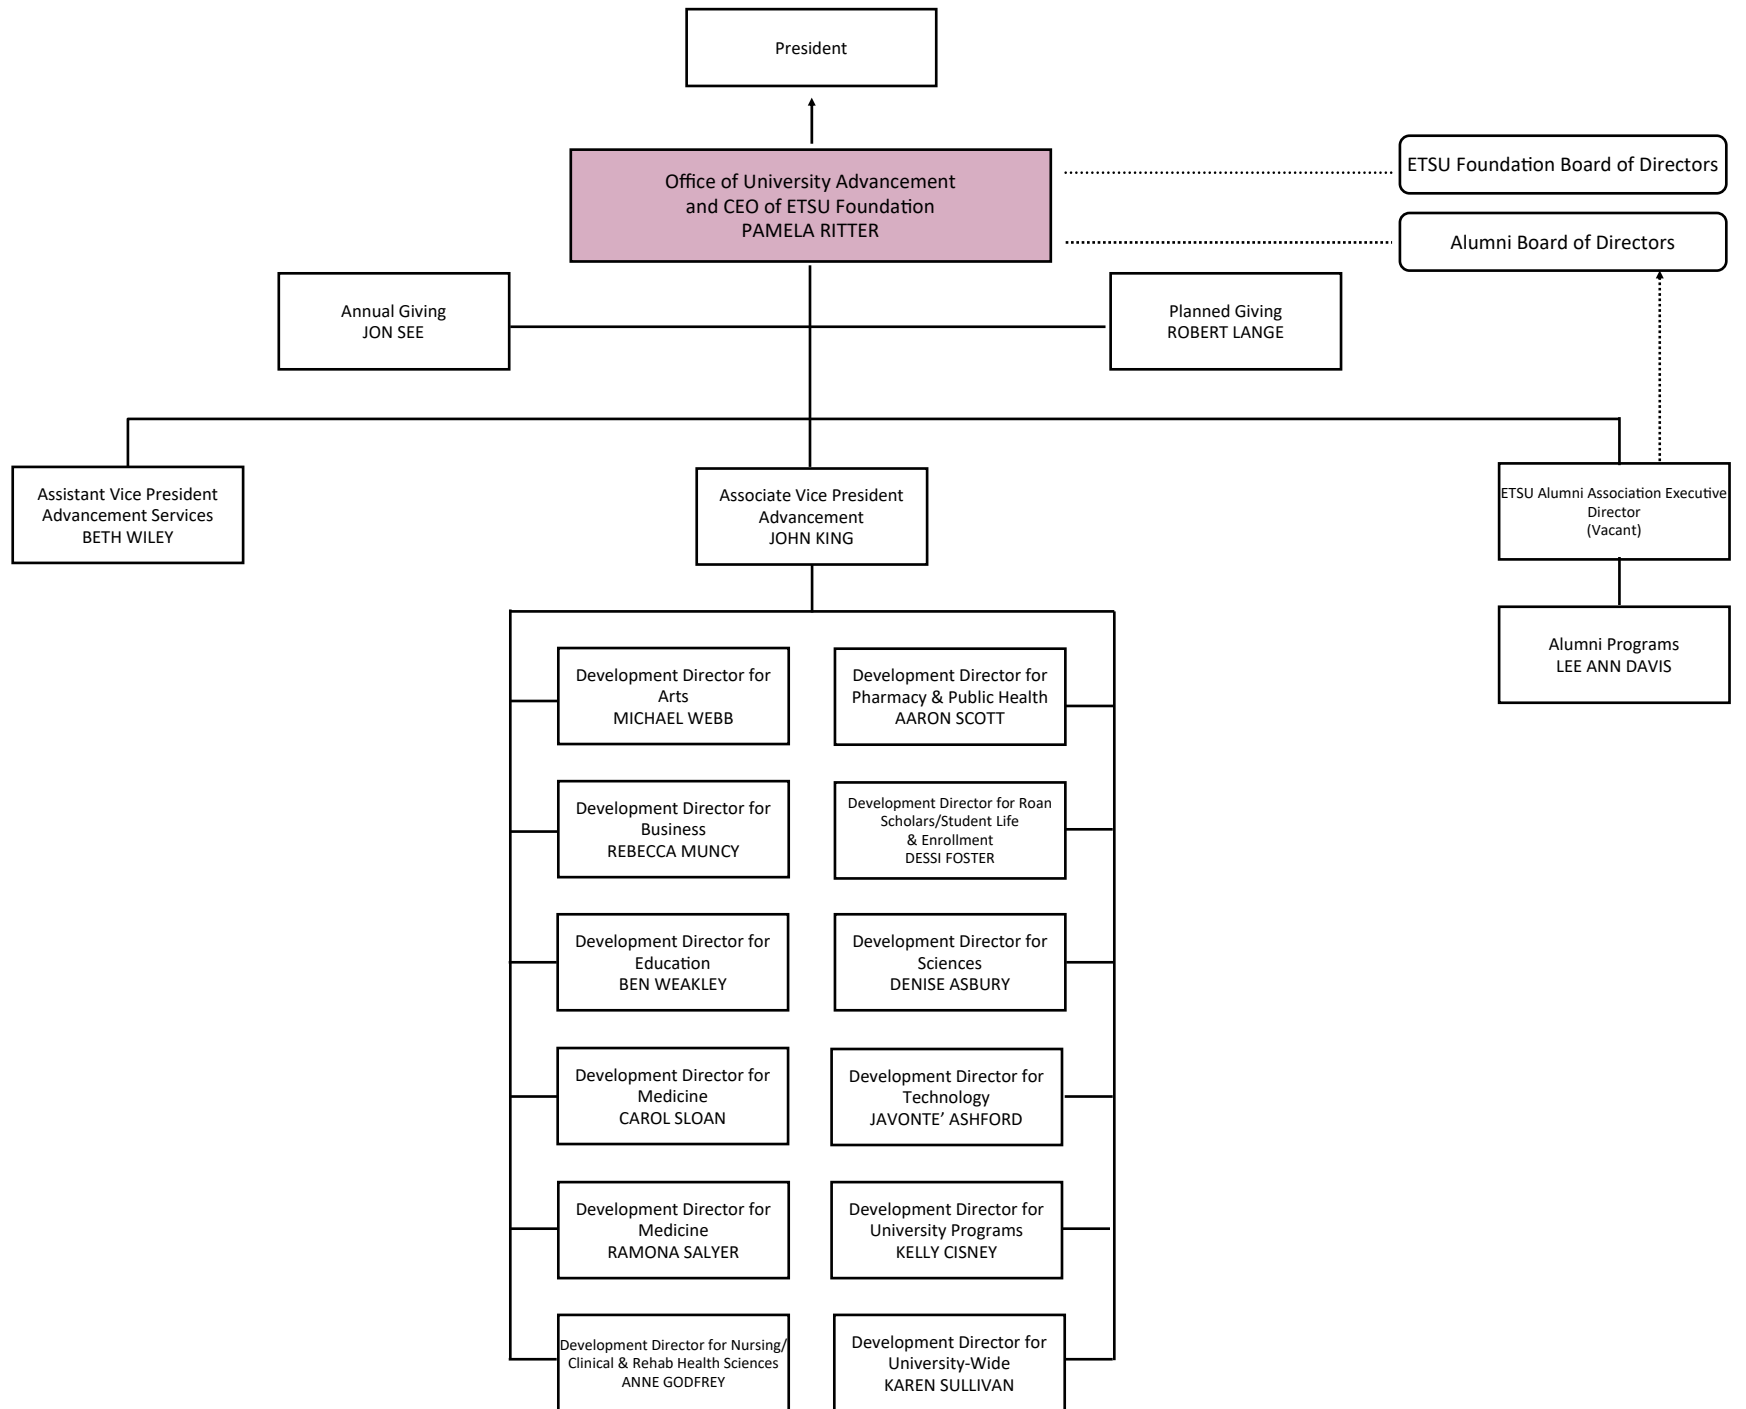 President
Office of University Advancement
and CEO of ETSU Foundation
PAMELA RITTER
ETSU Foundation Board of Directors
Alumni Board of Directors
Annual Giving
JON SEE
Planned Giving
ROBERT LANGE
Assistant Vice President
Advancement Services
BETH WILEY
Associate Vice President
Advancement
JOHN KING
ETSU Alumni Association Executive
Director
(Vacant)
Alumni Programs
LEE ANN DAVIS
Development Director for
Arts
MICHAEL WEBB
Development Director for
Pharmacy & Public Health
AARON SCOTT
Development Director for
Business
REBECCA MUNCY
Development Director for Roan
Scholars/Student Life
& Enrollment
DESSI FOSTER
Development Director for
Education
BEN WEAKLEY
Development Director for
Sciences
DENISE ASBURY
Development Director for
Medicine
CAROL SLOAN
Development Director for
Technology
JAVONTE’ ASHFORD
Development Director for
Medicine
RAMONA SALYER
Development Director for
University Programs
KELLY CISNEY
Development Director for Nursing/
Clinical & Rehab Health Sciences
ANNE GODFREY
Development Director for
University-Wide
KAREN SULLIVAN